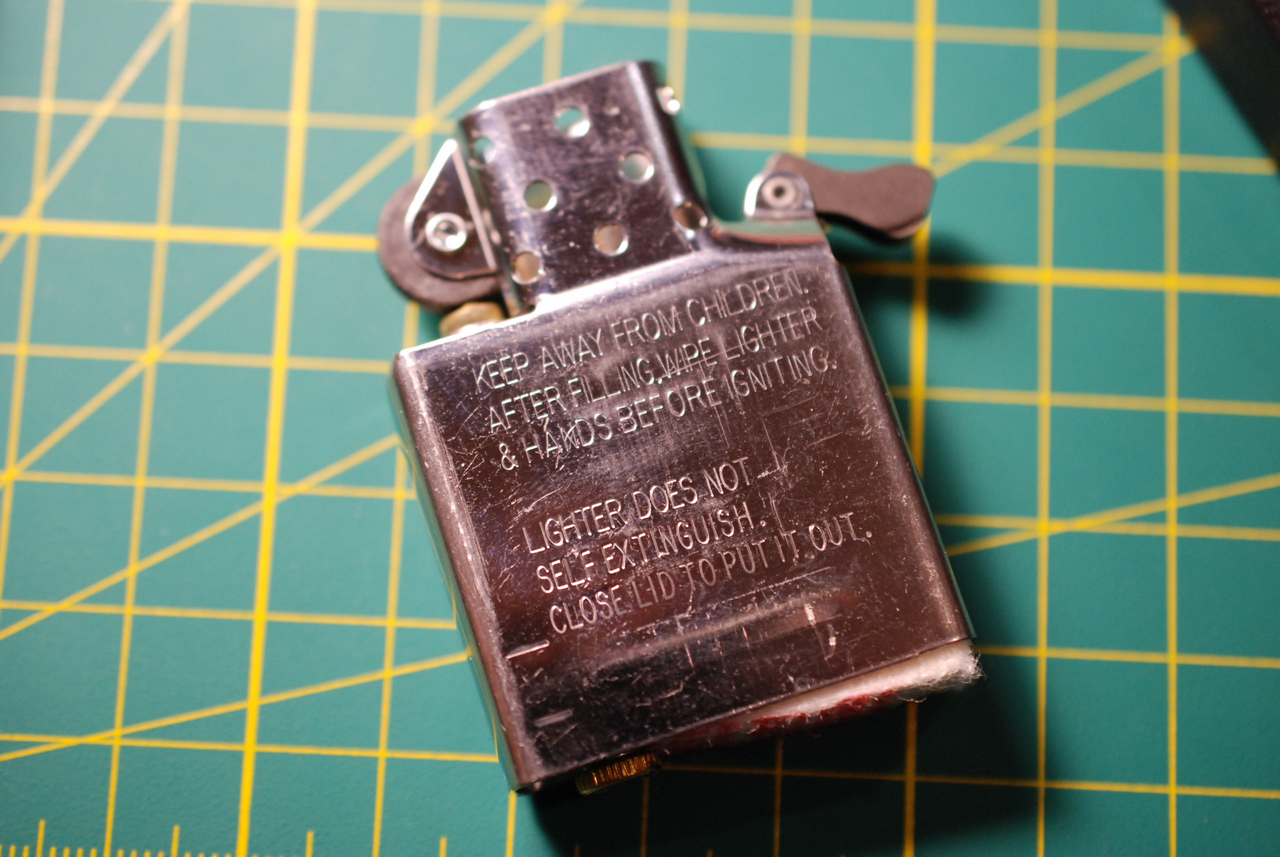 KEEP AWAY FROM CHILDREN.
AFTER FILLING, WIPE LIGHTER
& HANDS BEFORE IGNITING.
LIGHTER DOES NOT
SELF EXTINGUISH.
CLOSE LID TO PUT IT OUT.